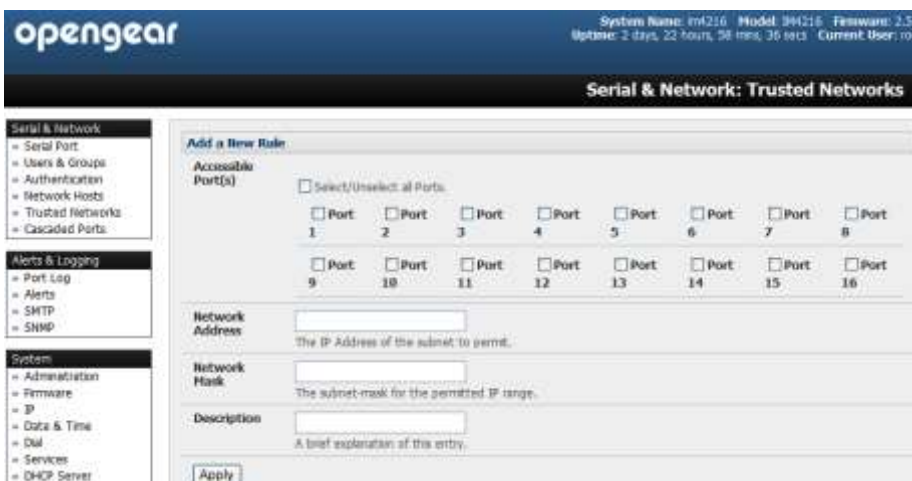 opengear
System Name: im4216 Model: IM4216 Firmware: 2.5
Uptime: 2 days, 22 hours, 58 mins, 36 secs Current User: ro
Serial & Network: Trusted Networks
Serial & Network
» Serial Port
» Users & Groups
» Authentication
» Network Hosts
» Trusted Networks
» Cascaded Ports
Alerts & Logging
» Port Log
» Alerts
» SMTP
» SNMP
System
» Administration
» Firmware
» IP
» Date & Time
» Dial
» Services
» DHCP Server
Add a New Rule
Accessible
Port(s)
Select/Unselect all Ports.
Port Port Port Port Port Port Port Port
1 2 3 4 5 6 7 8
Port Port Port Port Port Port Port Port
9 10 11 12 13 14 15 16
Network
Address
The IP Address of the subnet to permit.
Network
Mask
The subnet-mask for the permitted IP range.
Description
A brief explanation of this entry.
Apply